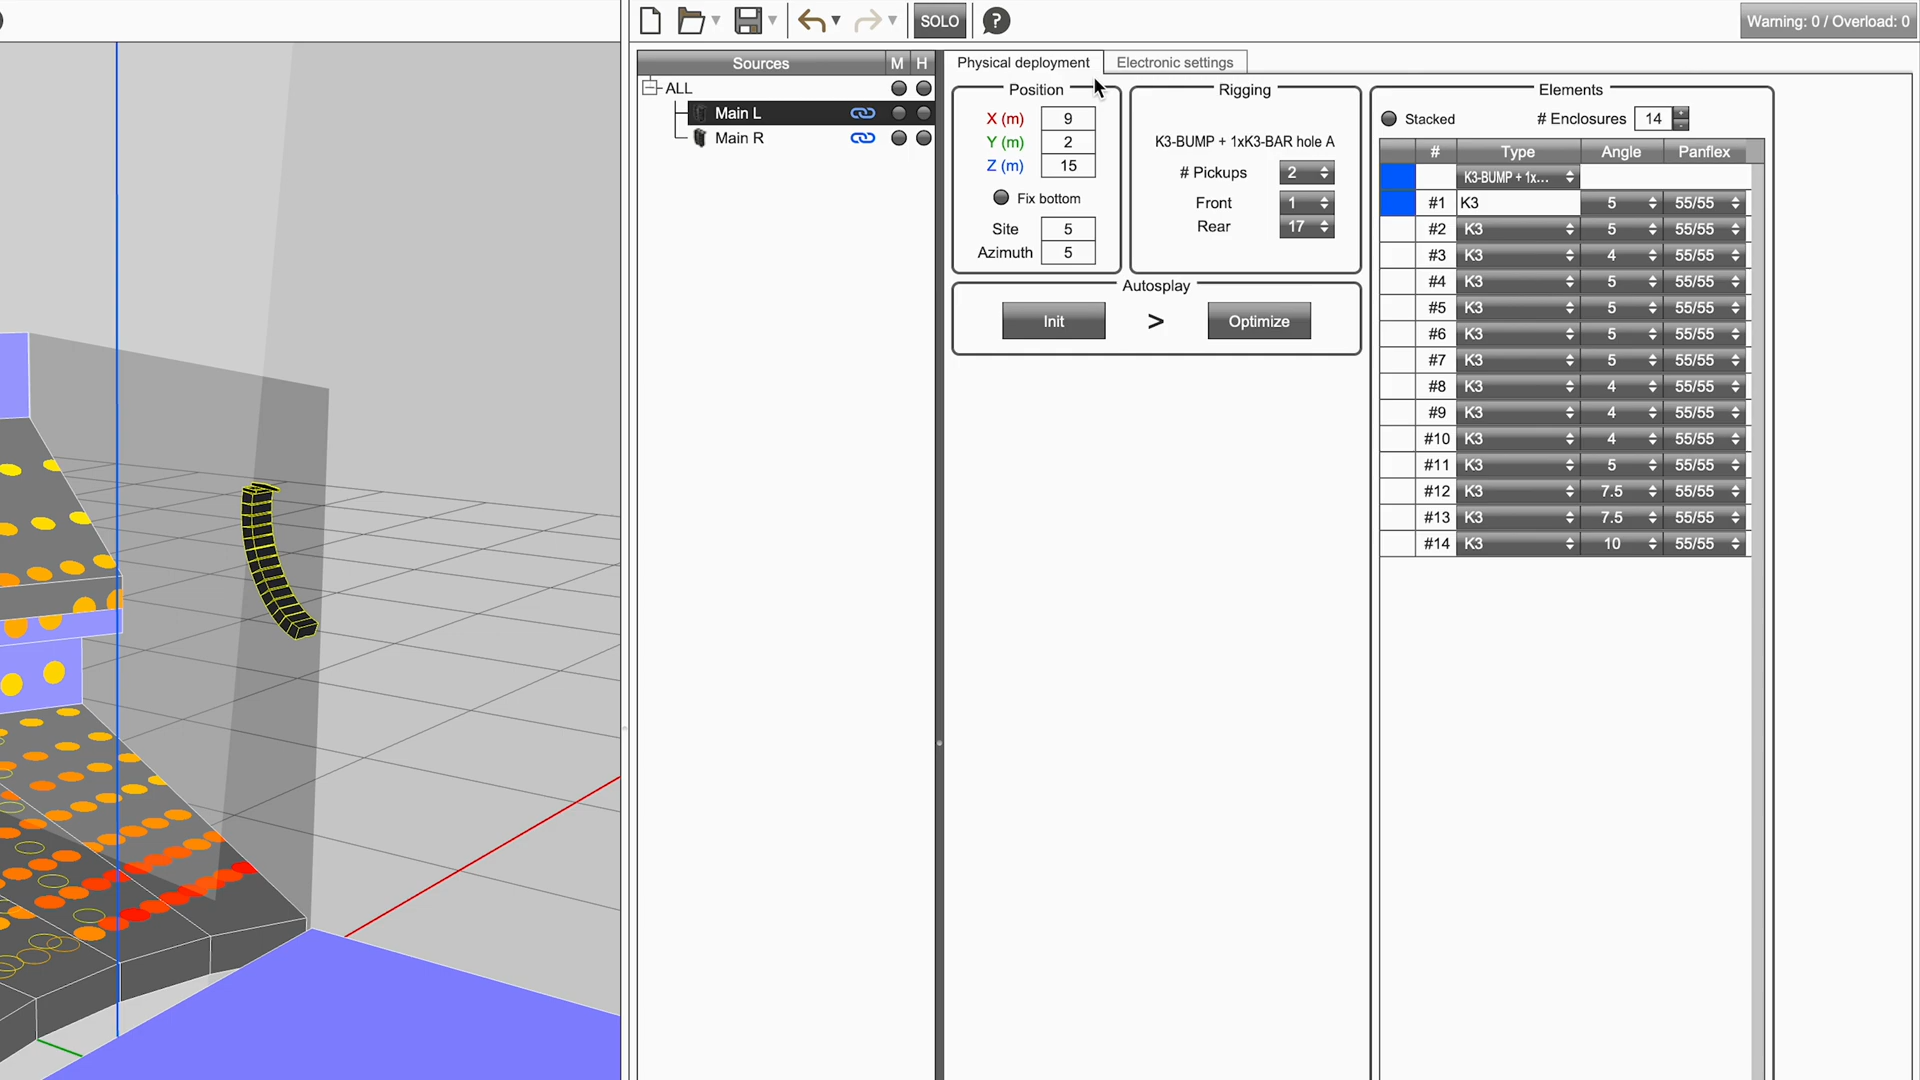 SOLO
?
Warning: 0 / Overload: 0
Sources M H
ALL
Main L
Main R
Physical deployment
Electronic settings
Position
X (m) 9
Y (m) 2
Z (m) 15
Fix bottom
Site 5
Azimuth 5
Rigging
K3-BUMP + 1xK3-BAR hole A
# Pickups 2
Front 1
Rear 17
Autosplay
Init > Optimize
Elements
Stacked # Enclosures 14
# Type Angle Panflex
K3-BUMP + 1x...
#1 K3 5 55/55
#2 K3 5 55/55
#3 K3 4 55/55
#4 K3 5 55/55
#5 K3 5 55/55
#6 K3 5 55/55
#7 K3 5 55/55
#8 K3 4 55/55
#9 K3 4 55/55
#10 K3 4 55/55
#11 K3 5 55/55
#12 K3 7.5 55/55
#13 K3 7.5 55/55
#14 K3 10 55/55